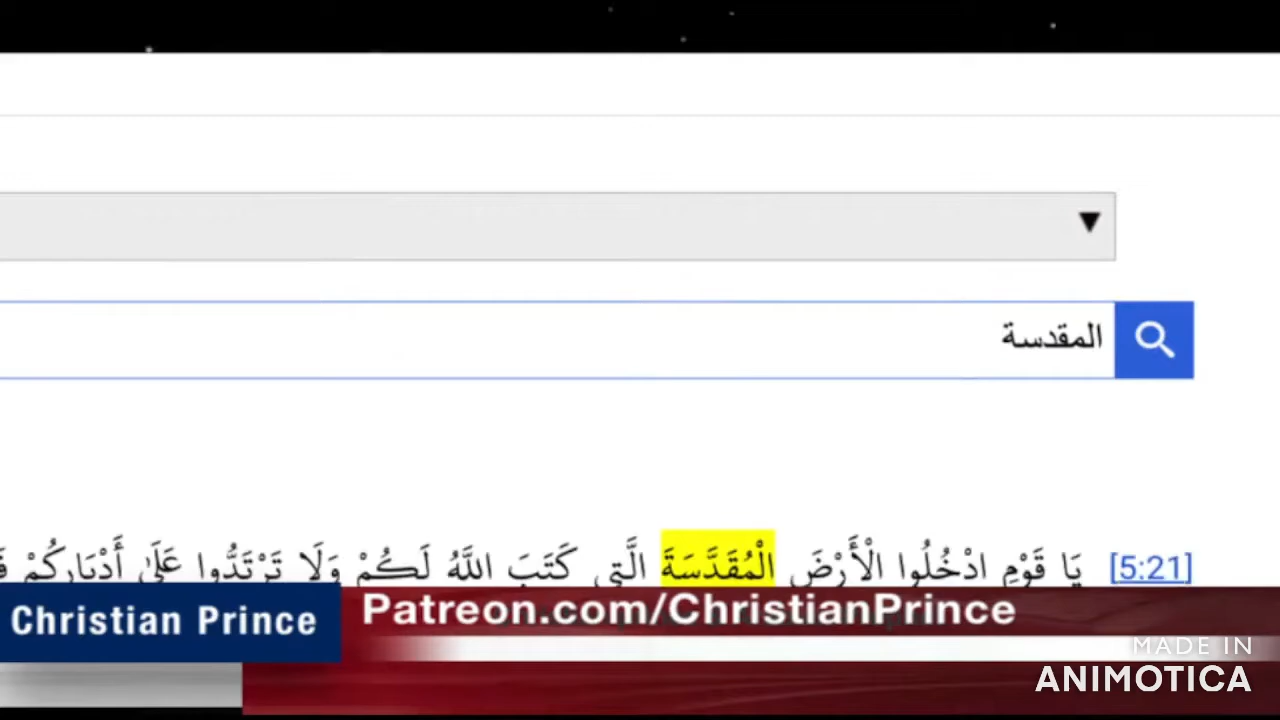 ▼
المقدسة
[5:21] يَا قَوْمِ ادْخُلُوا الْأَرْضَ الْمُقَدَّسَةَ الَّتِي كَتَبَ اللَّهُ لَكُمْ وَلَا تَرْتَدُّوا عَلَىٰ أَدْبَارِكُمْ
Christian Prince
Patreon.com/ChristianPrince
MADE IN
ANIMOTICA